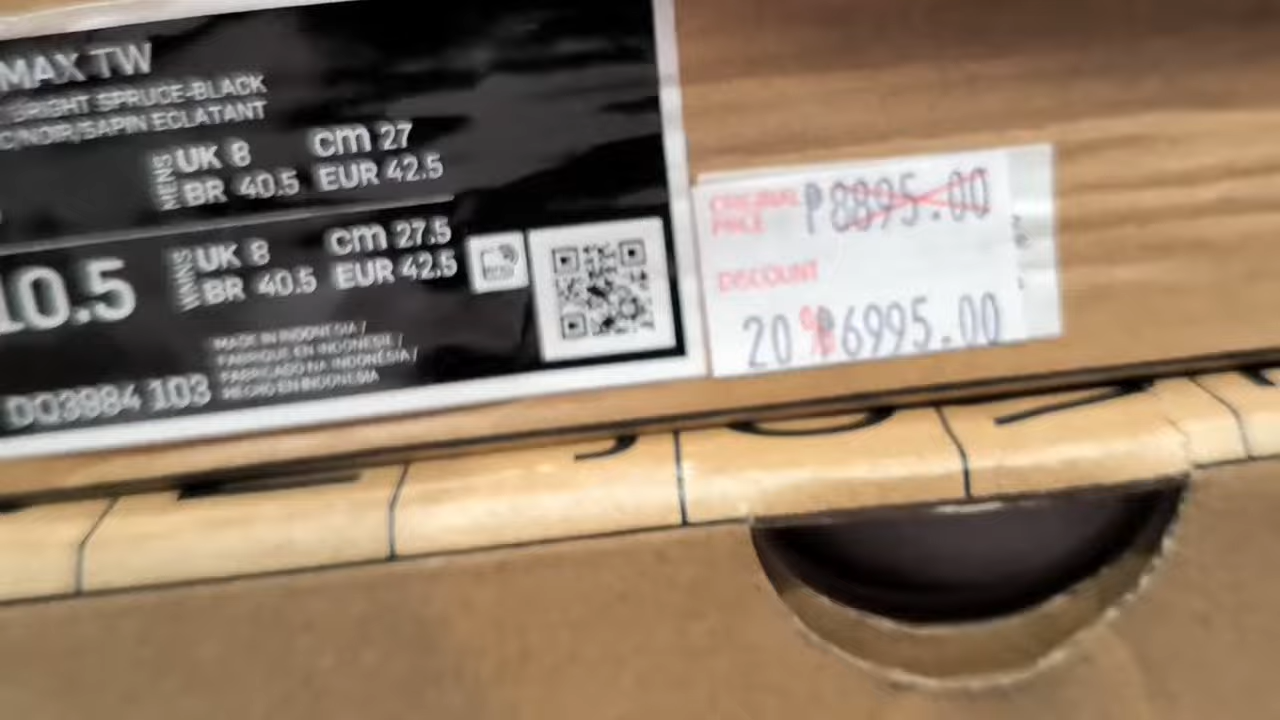 MAX TW
BRIGHT SPRUCE-BLACK
C/NOIR/SAPIN ECLATANT
MENS
UK 8 cm 27
BR 40.5 EUR 42.5
10.5
WMNS
UK 8 cm 27.5
BR 40.5 EUR 42.5
MADE IN INDONESIA /
FABRIQUE EN INDONESIE /
FABRICADO NA INDONÉSIA /
HECHO EN INDONESIA
DQ3984 103
ORIGINAL PRICE ₱8895.00
DISCOUNT
20 % ₱6995.00